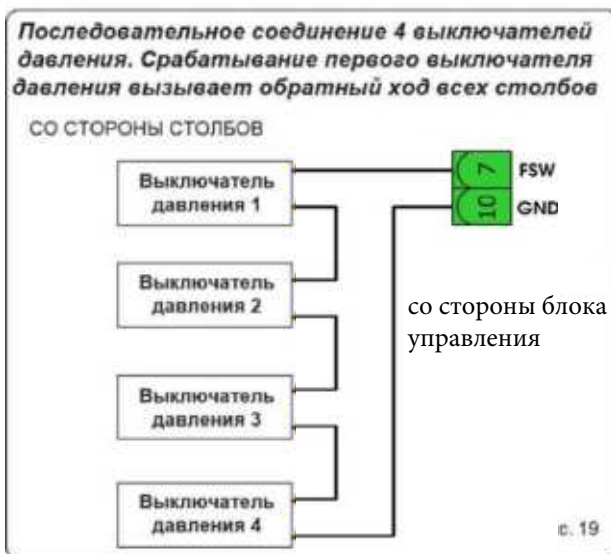 Последовательное соединение 4 выключателей
давления. Срабатывание первого выключателя
давления вызывает обратный ход всех столбов
СО СТОРОНЫ СТОЛБОВ
Выключатель
давления 1
7 FSW
10 GND
Выключатель
давления 2
со стороны блока
управления
Выключатель
давления 3
Выключатель
давления 4
с. 19